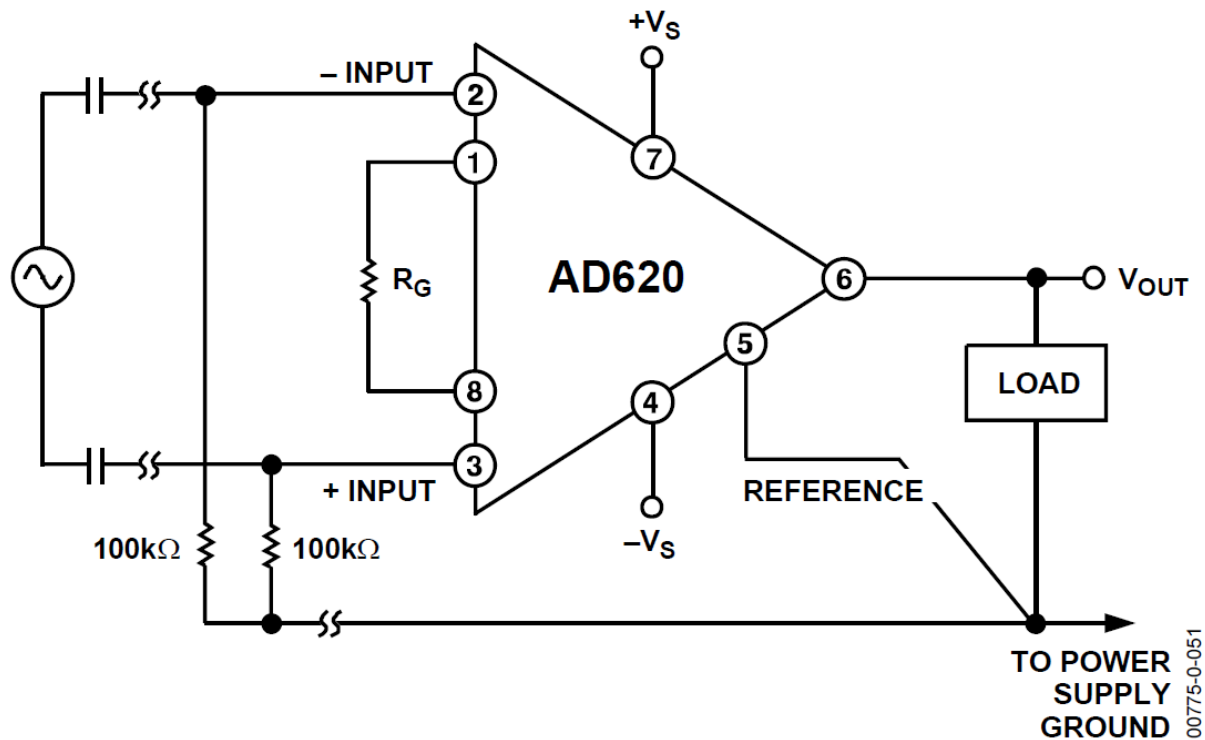 +VS
– INPUT
2
7
1
RG
AD620
6
VOUT
5
LOAD
8
4
3
+ INPUT
REFERENCE
–VS
100kΩ
100kΩ
TO POWER
SUPPLY
GROUND
00775-0-051